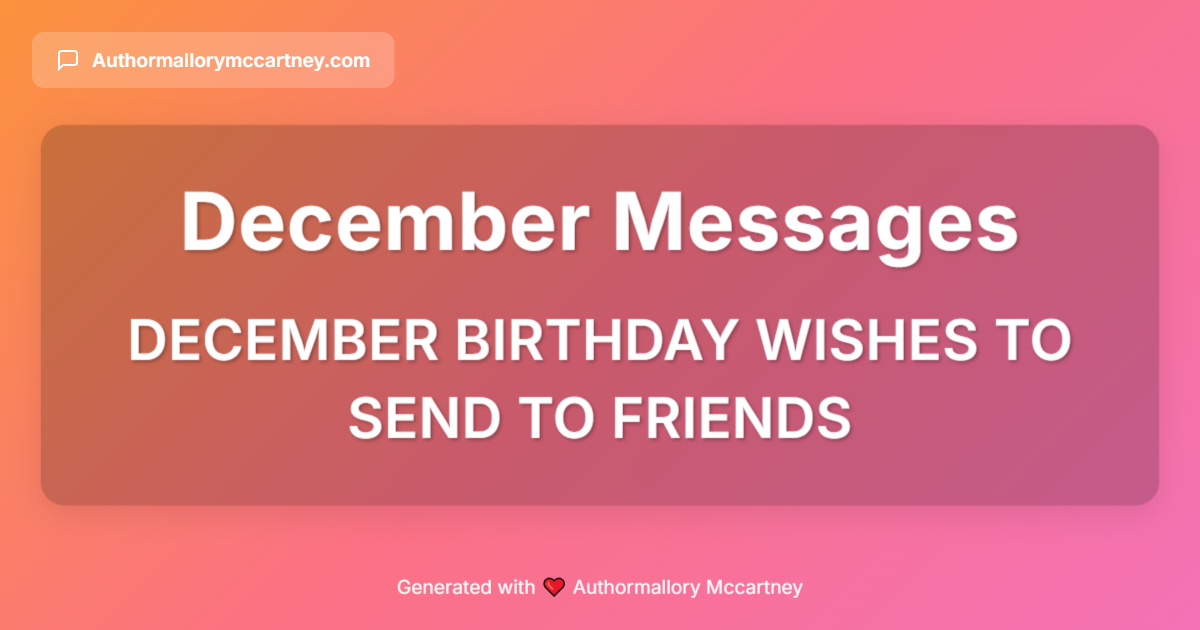 Authormallorymccartney.com
December Messages
DECEMBER BIRTHDAY WISHES TO
SEND TO FRIENDS
Generated with ❤️ Authormallory Mccartney